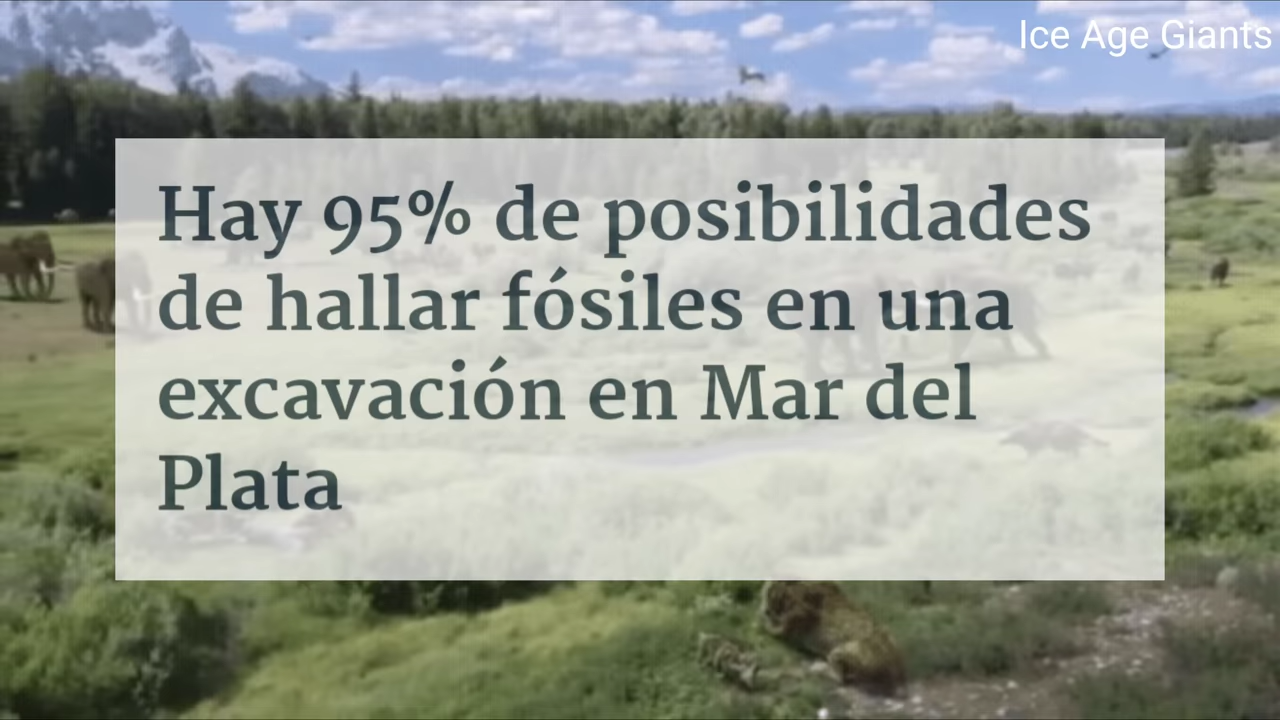 Ice Age Giants
Hay 95% de posibilidades
de hallar fósiles en una
excavación en Mar del
Plata